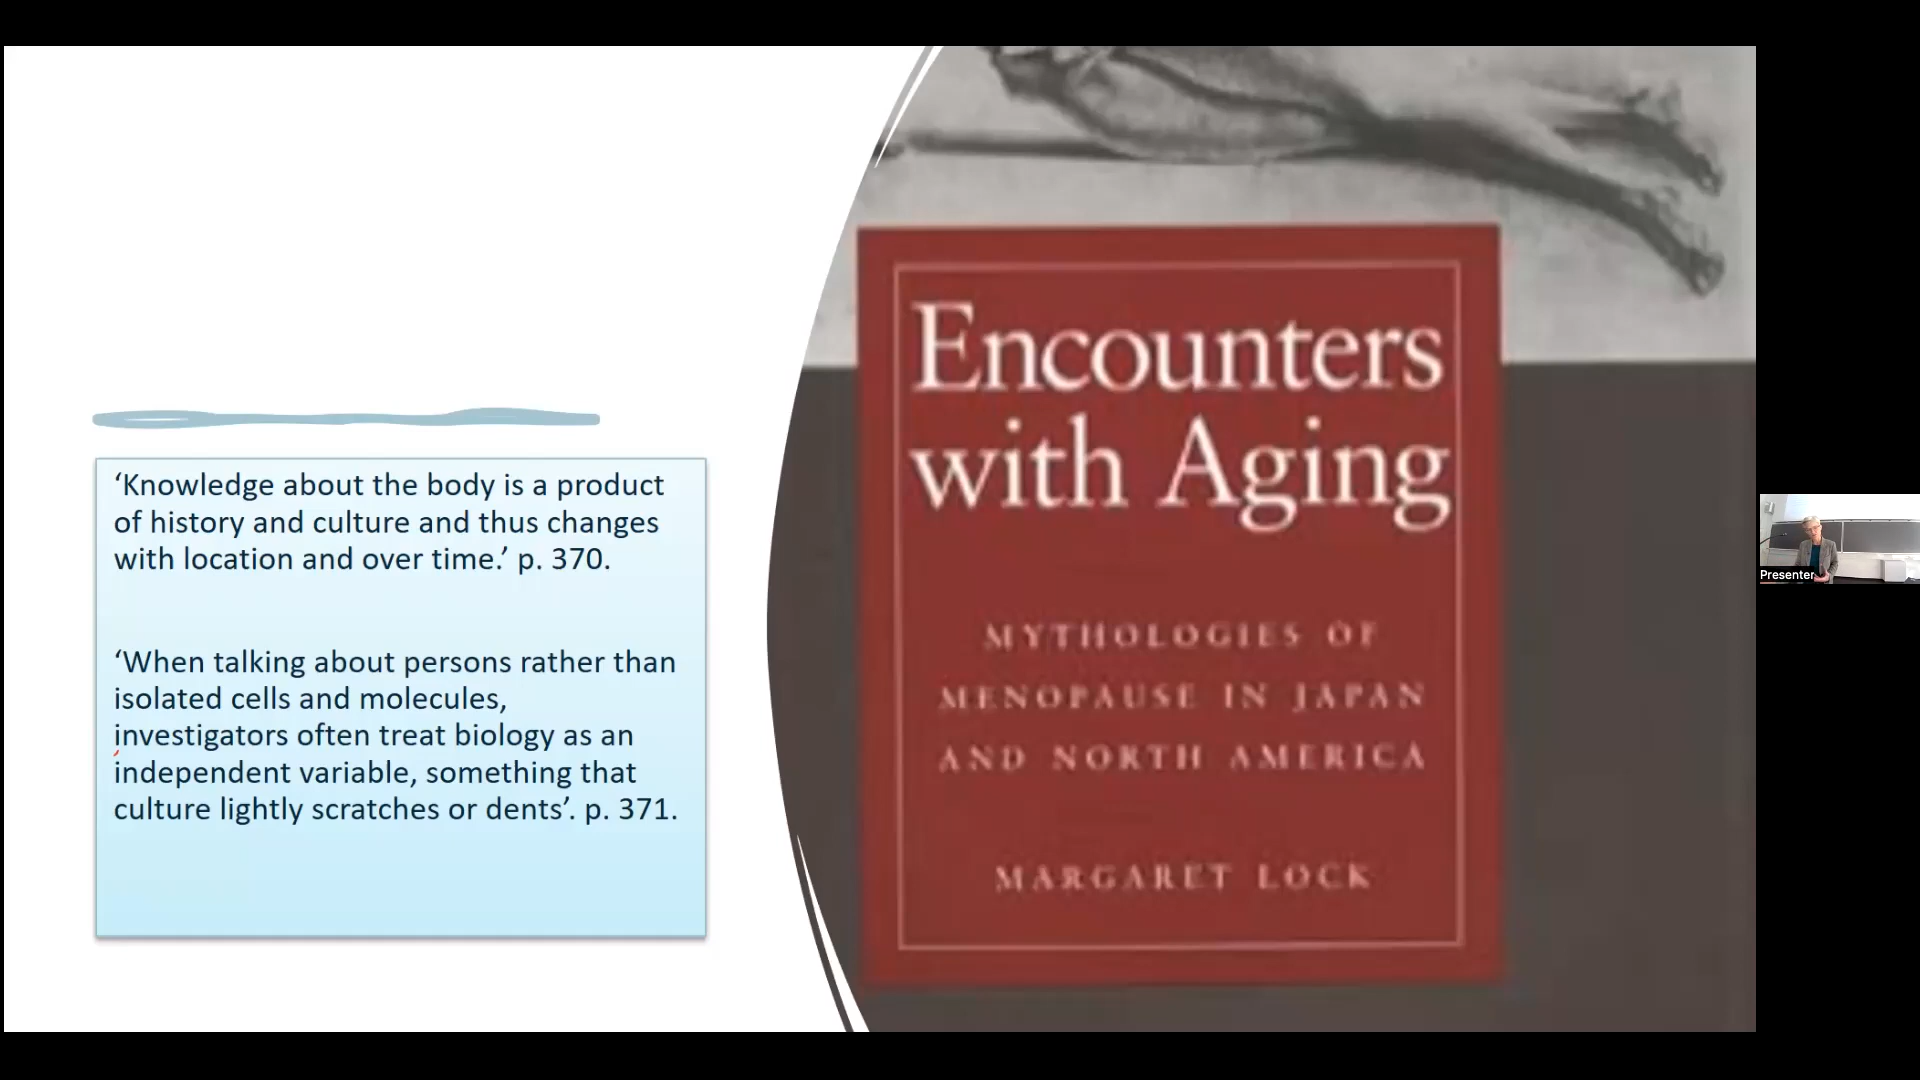 ‘Knowledge about the body is a product
of history and culture and thus changes
with location and over time.’ p. 370.
‘When talking about persons rather than
isolated cells and molecules,
investigators often treat biology as an
independent variable, something that
culture lightly scratches or dents’. p. 371.
Encounters
with Aging
MYTHOLOGIES OF
MENOPAUSE IN JAPAN
AND NORTH AMERICA
MARGARET LOCK
Presenter